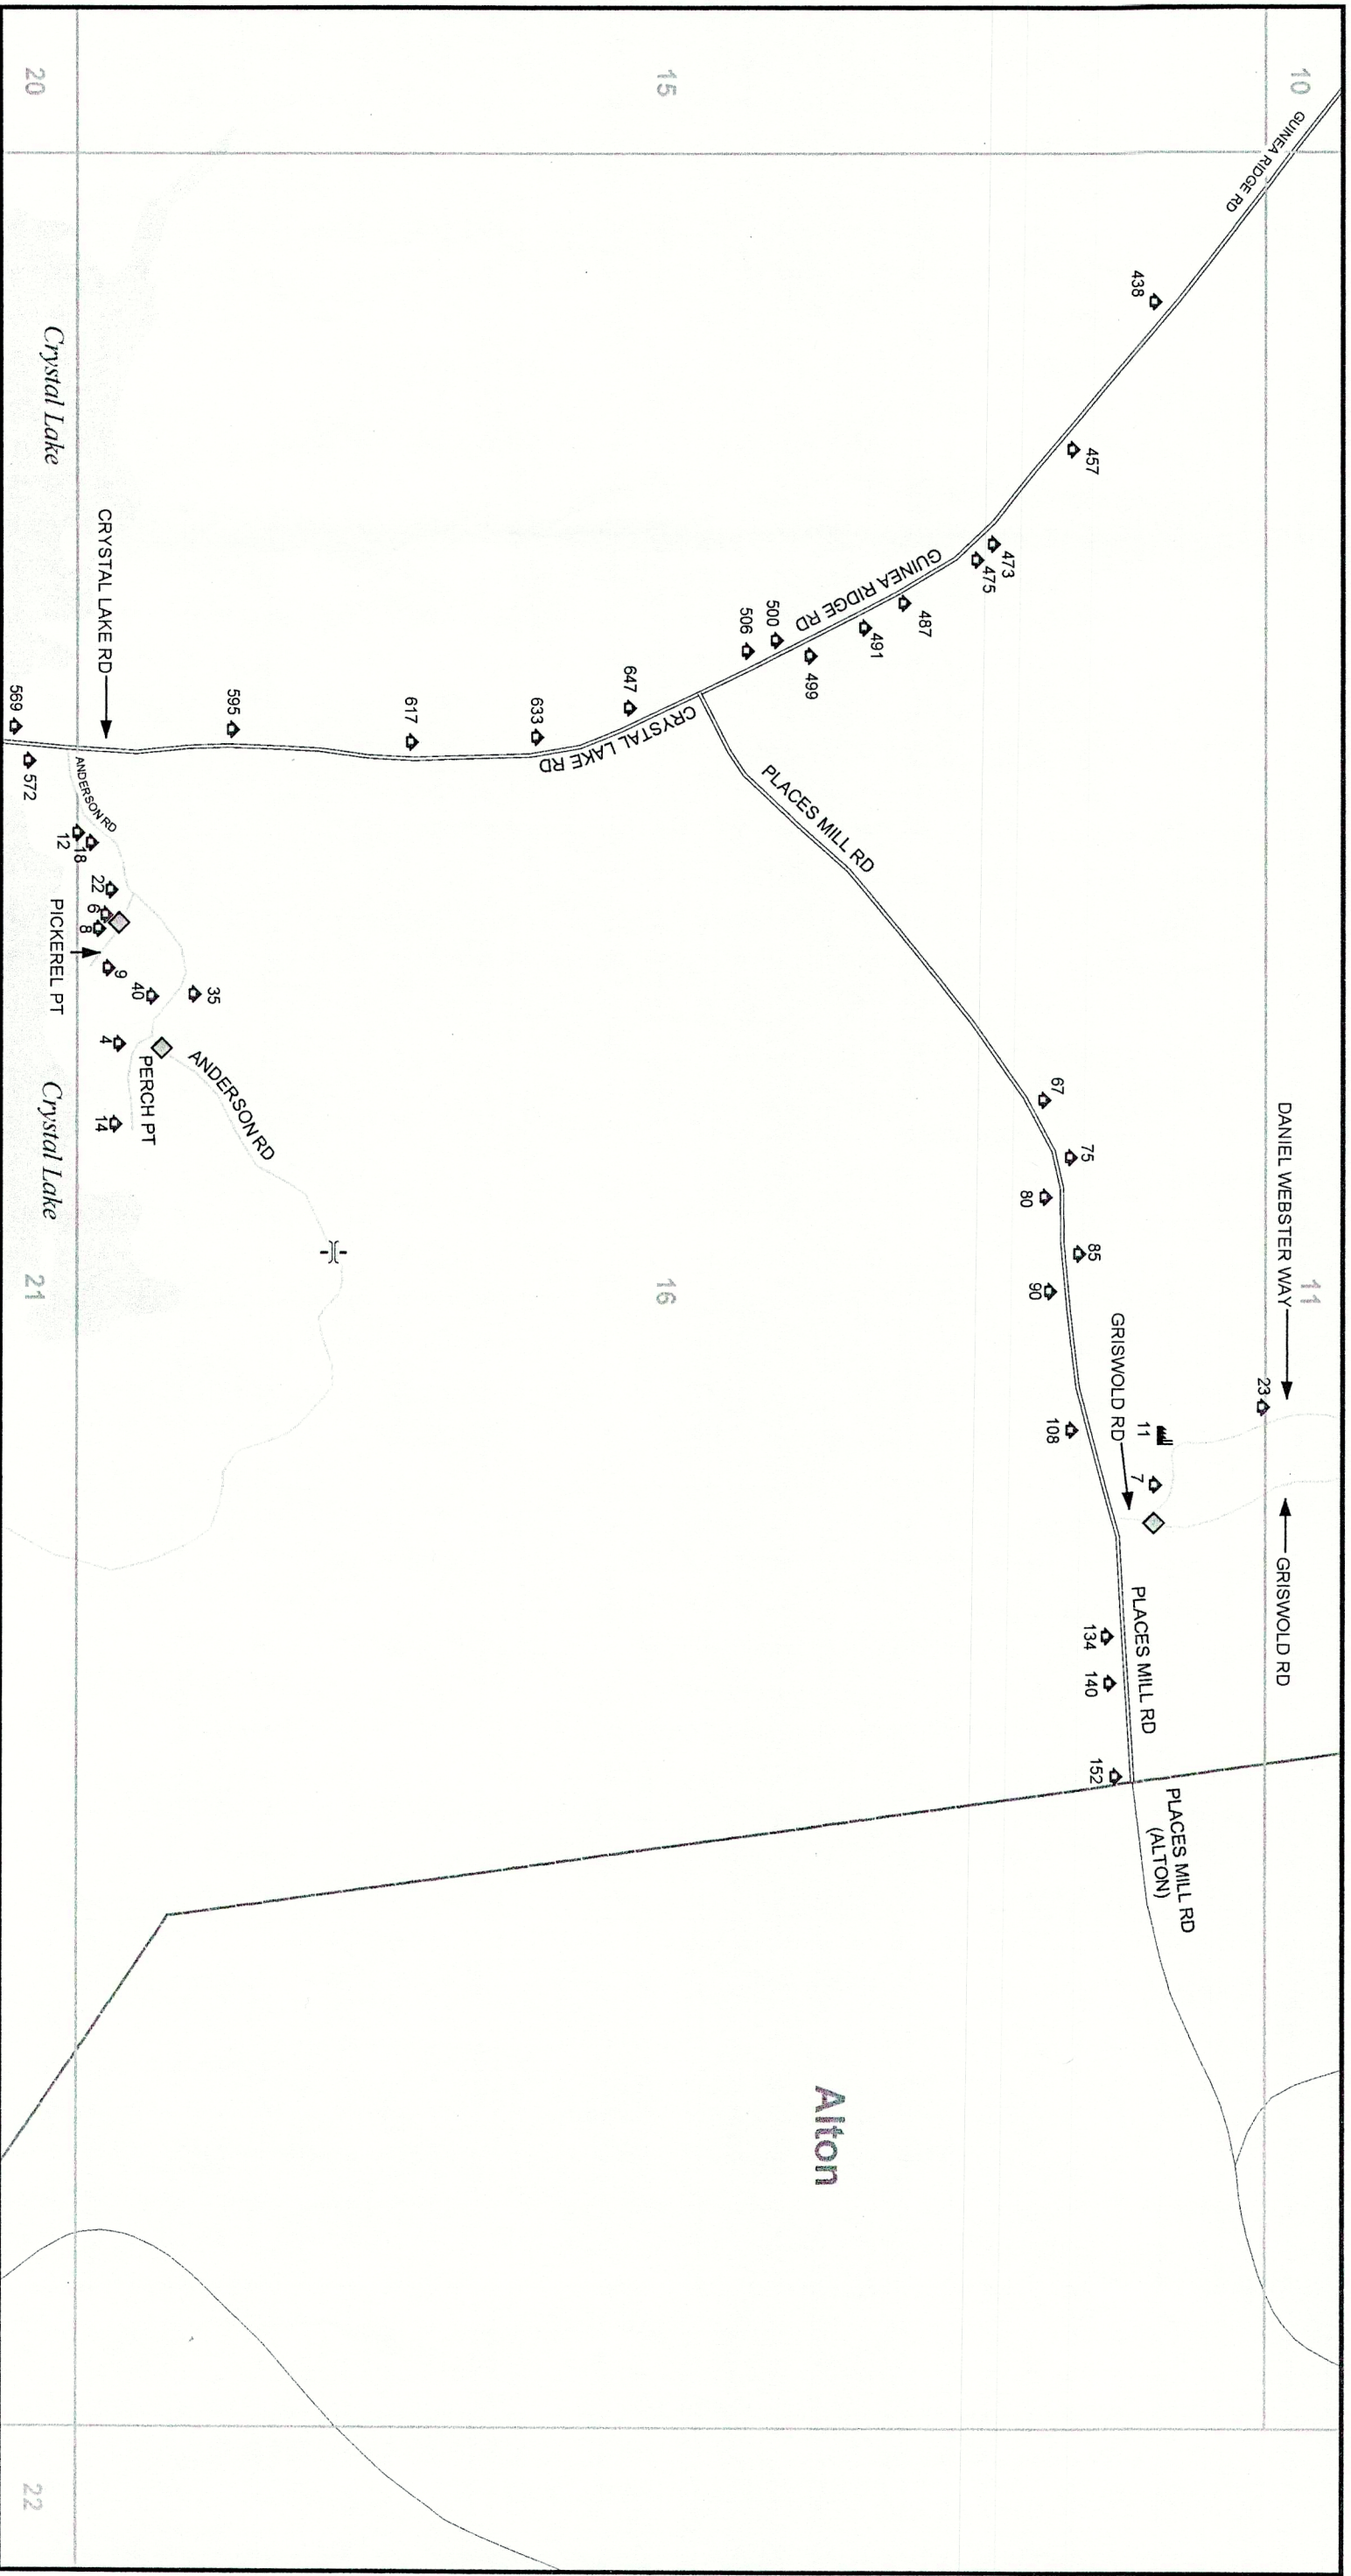 10
11
GUINEA RIDGE RD
DANIEL WEBSTER WAY
GRISWOLD RD
23
438
457
GRISWOLD RD
11
7
PLACES MILL RD
PLACES MILL RD
(ALTON)
473
475
487
491
499
GUINEA RIDGE RD
500
506
67
75
80
85
90
108
134
140
152
PLACES MILL RD
Alton
15
16
647
CRYSTAL LAKE RD
633
617
595
CRYSTAL LAKE RD
ANDERSON RD
ANDERSON RD
35
40
PERCH PT
4
14
12
18
22
6
8
9
PICKEREL PT
569
572
Crystal Lake
Crystal Lake
20
21
22